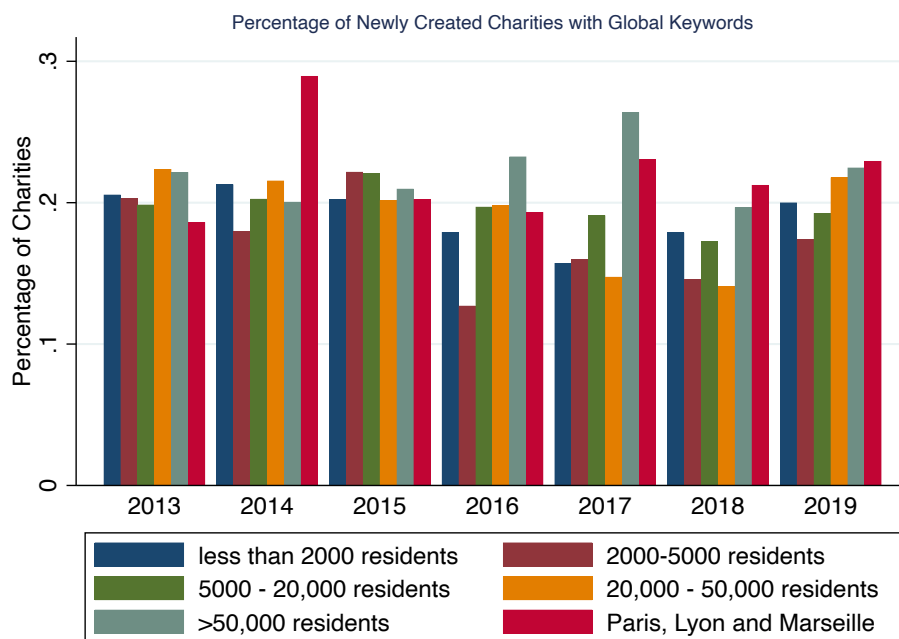 Percentage of Newly Created Charities with Global Keywords
Percentage of Charities
.3
.2
.1
0
2013 2014 2015 2016 2017 2018 2019
less than 2000 residents 2000-5000 residents
5000 - 20,000 residents 20,000 - 50,000 residents
>50,000 residents Paris, Lyon and Marseille